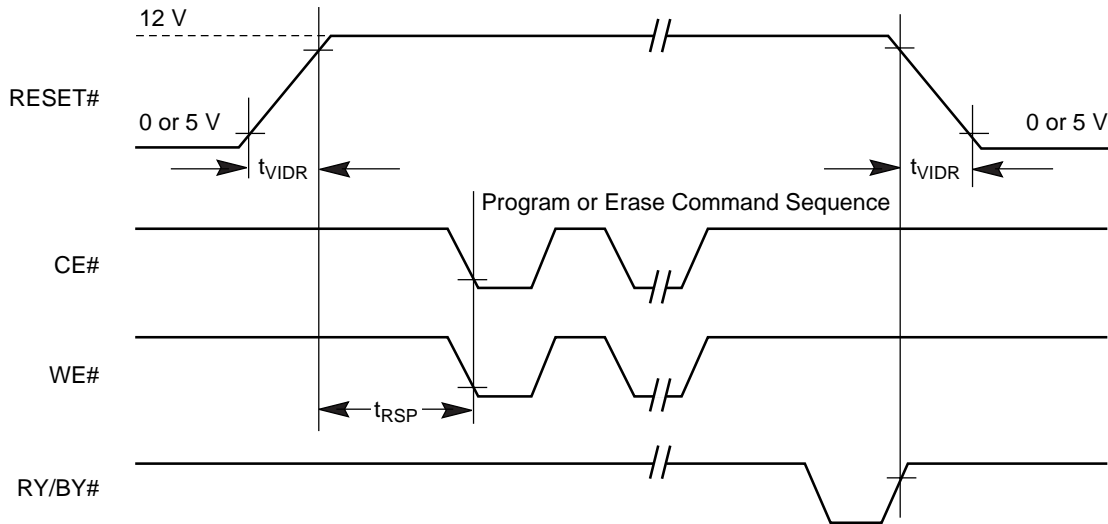 12 V
RESET#
0 or 5 V
0 or 5 V
tVIDR
tVIDR
Program or Erase Command Sequence
CE#
WE#
tRSP
RY/BY#